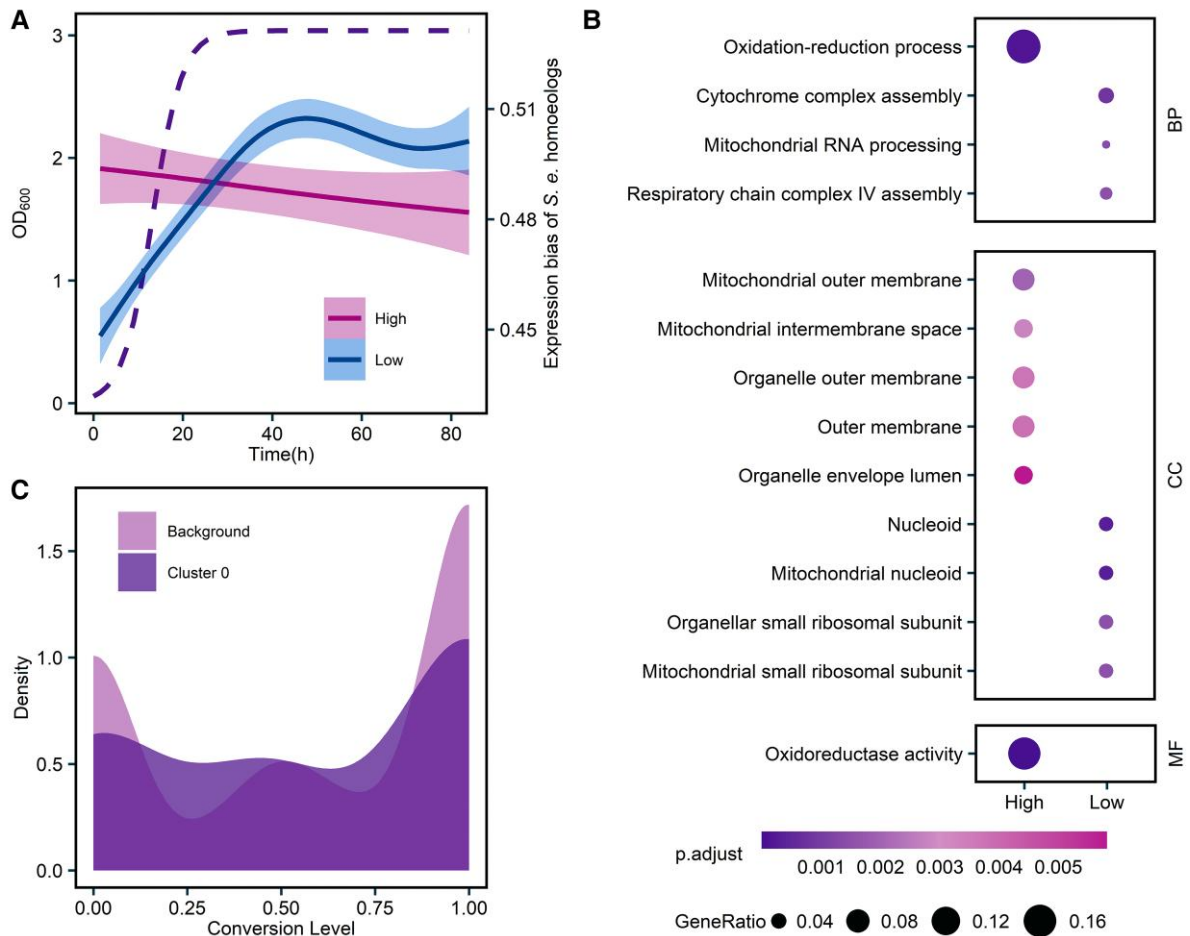 A
3
2
1
0
OD600
0.51
0.48
0.45
Expression bias of S. e. homoeologs
High
Low
0
20
40
60
80
Time(h)
B
Oxidation-reduction process
Cytochrome complex assembly
Mitochondrial RNA processing
Respiratory chain complex IV assembly
BP
Mitochondrial outer membrane
Mitochondrial intermembrane space
Organelle outer membrane
Outer membrane
Organelle envelope lumen
Nucleoid
Mitochondrial nucleoid
Organellar small ribosomal subunit
Mitochondrial small ribosomal subunit
CC
Oxidoreductase activity
MF
High Low
p.adjust
0.001 0.002 0.003 0.004 0.005
GeneRatio 0.04 0.08 0.12 0.16
C
Background
Cluster 0
1.5
1.0
0.5
0.0
Density
0.00 0.25 0.50 0.75 1.00
Conversion Level